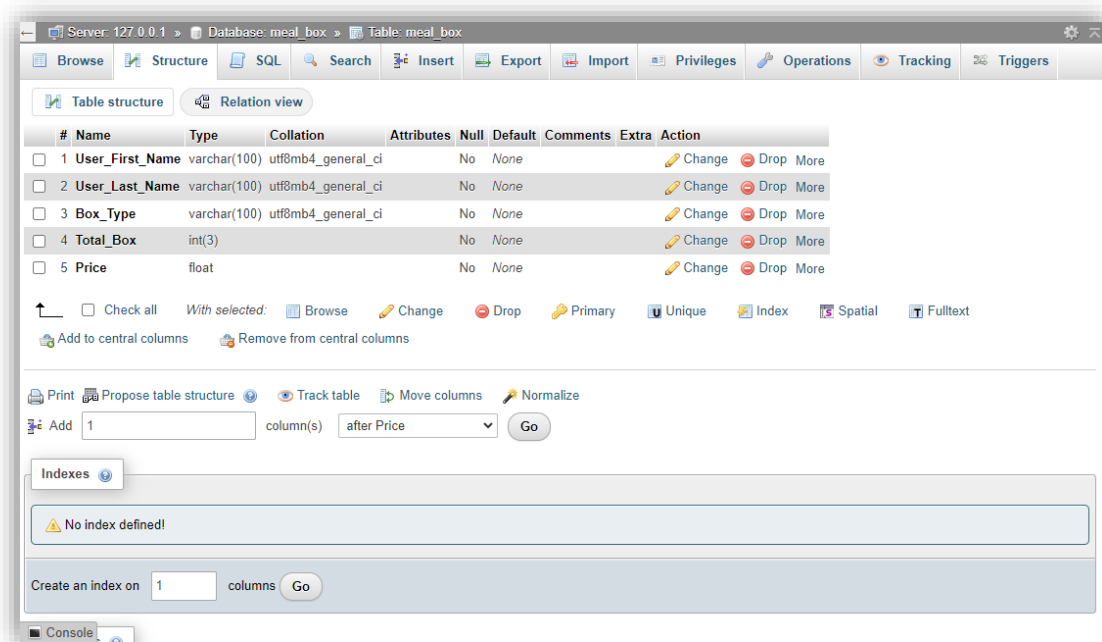 Server: 127.0.0.1 » Database: meal_box » Table: meal_box
Browse Structure SQL Search Insert Export Import Privileges Operations Tracking Triggers
Table structure Relation view
# Name Type Collation Attributes Null Default Comments Extra Action
1 User_First_Name varchar(100) utf8mb4_general_ci No None Change Drop More
2 User_Last_Name varchar(100) utf8mb4_general_ci No None Change Drop More
3 Box_Type varchar(100) utf8mb4_general_ci No None Change Drop More
4 Total_Box int(3) No None Change Drop More
5 Price float No None Change Drop More
Check all With selected: Browse Change Drop Primary Unique Index Spatial Fulltext
Add to central columns Remove from central columns
Print Propose table structure Track table Move columns Normalize
Add 1 column(s) after Price Go
Indexes
No index defined!
Create an index on 1 columns Go
Console